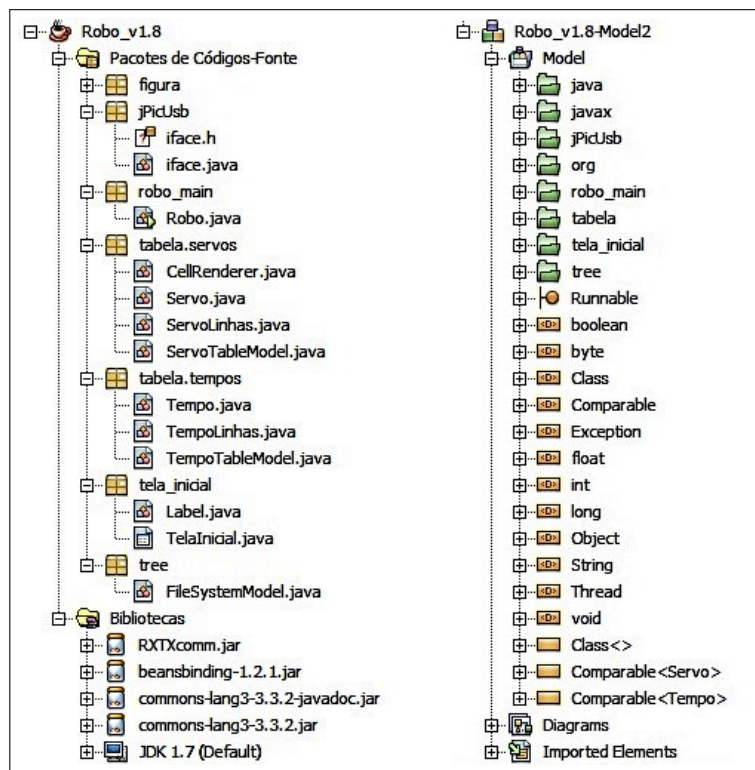 Robo_v1.8
Pacotes de Códigos-Fonte
figura
jPicUsb
iface.h
iface.java
robo_main
Robo.java
tabela.servos
CellRenderer.java
Servo.java
ServoLinhas.java
ServoTableModel.java
tabela.tempos
Tempo.java
TempoLinhas.java
TempoTableModel.java
tela_inicial
Label.java
TelaInicial.java
tree
FileSystemModel.java
Bibliotecas
RXTXcomm.jar
beansbinding-1.2.1.jar
commons-lang3-3.3.2-javadoc.jar
commons-lang3-3.3.2.jar
JDK 1.7 (Default)
Robo_v1.8-Model2
Model
java
javax
jPicUsb
org
robo_main
tabela
tela_inicial
tree
Runnable
<D> boolean
<D> byte
<D> Class
<D> Comparable
<D> Exception
<D> float
<D> int
<D> long
<D> Object
<D> String
<D> Thread
<D> void
Class<>
Comparable<Servo>
Comparable<Tempo>
Diagrams
Imported Elements